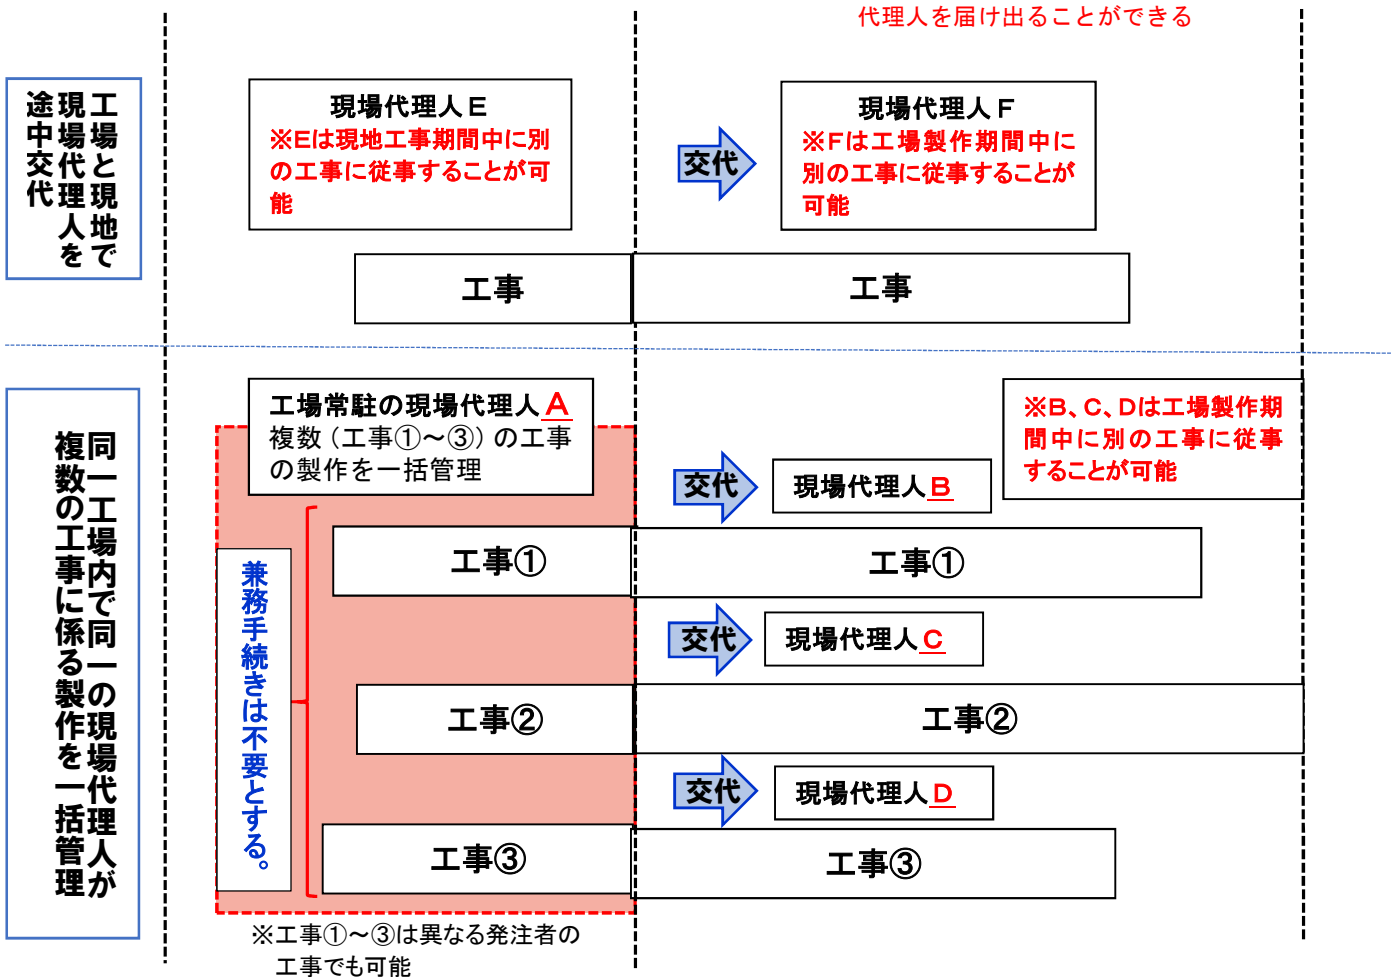 代理人を届け出ることができる
工場と現地で
現場代理人を
途中交代
現場代理人E
※Eは現地工事期間中に別
の工事に従事することが可
能
交代
現場代理人F
※Fは工場製作期間中に
別の工事に従事することが
可能
工事
工事
同一工場内で同一の現場代理人が
複数の工事に係る製作を一括管理
工場常駐の現場代理人A
複数（工事①～③）の工事
の製作を一括管理
※B、C、Dは工場製作期
間中に別の工事に従事
することが可能
交代
現場代理人B
工事①
工事①
兼務手続きは不要とする。
交代
現場代理人C
工事②
工事②
交代
現場代理人D
工事③
工事③
※工事①～③は異なる発注者の
工事でも可能